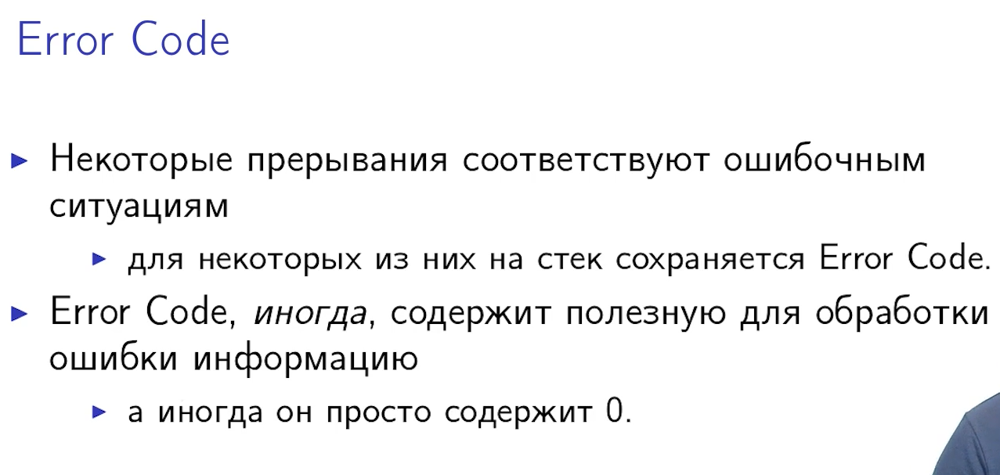 Error Code
Некоторые прерывания соответствуют ошибочным
ситуациям
для некоторых из них на стек сохраняется Error Code.
Error Code, иногда, содержит полезную для обработки
ошибки информацию
а иногда он просто содержит 0.